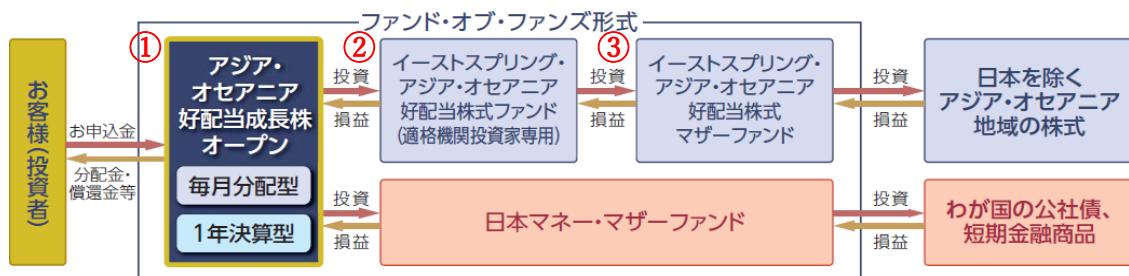 ファンド・オブ・ファンズ形式
お客様(投資者)
お申込金
分配金・
償還金等
①
アジア・
オセアニア
好配当成長株
オープン
毎月分配型
1年決算型
投資
損益
②
イーストスプリング・
アジア・オセアニア
好配当株式ファンド
(適格機関投資家専用)
投資
損益
③
イーストスプリング・
アジア・オセアニア
好配当株式
マザーファンド
投資
損益
日本を除く
アジア・オセアニア
地域の株式
投資
損益
日本マネー・マザーファンド
投資
損益
わが国の公社債、
短期金融商品